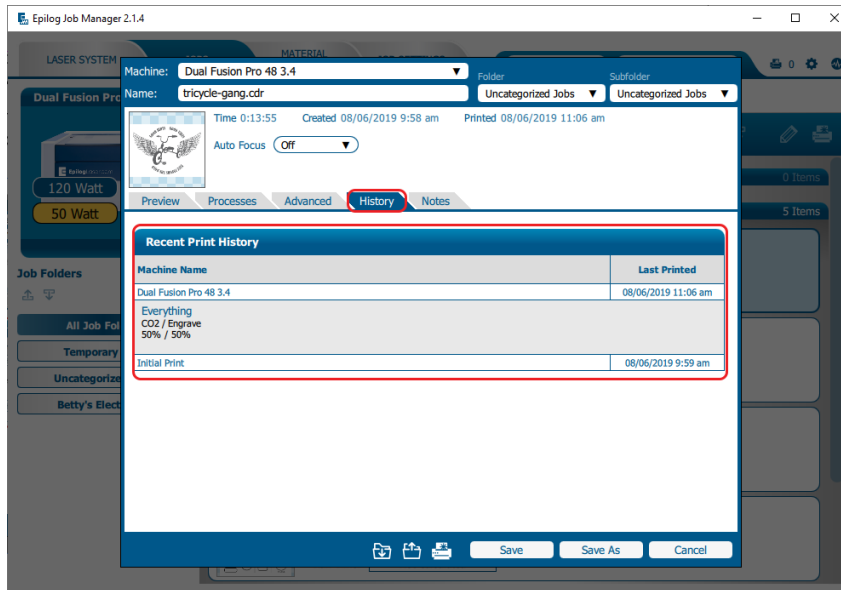 Epilog Job Manager 2.1.4
LASER SYSTEM
MATERIAL
0
Machine: Dual Fusion Pro 48 3.4
Folder
Subfolder
Name: tricycle-gang.cdr
Uncategorized Jobs
Uncategorized Jobs
Dual Fusion Pro
Time 0:13:55 Created 08/06/2019 9:58 am Printed 08/06/2019 11:06 am
Auto Focus Off
120 Watt
50 Watt
0 Items
5 Items
Preview Processes Advanced History Notes
Recent Print History
Machine Name Last Printed
Dual Fusion Pro 48 3.4 08/06/2019 11:06 am
Everything
CO2 / Engrave
50% / 50%
Initial Print 08/06/2019 9:59 am
Job Folders
All Job Fol
Temporary
Uncategorize
Betty's Elect
Save Save As Cancel